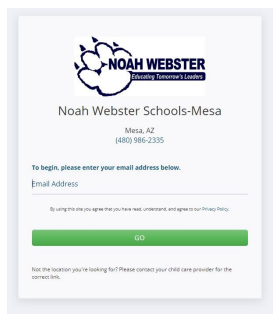 NOAH WEBSTER
Educating Tomorrow's Leaders
Noah Webster Schools-Mesa
Mesa, AZ
(480) 986-2335
To begin, please enter your email address below.
Email Address
By using this site you agree that you have read, understand, and agree to our Privacy Policy.
GO
Not the location you're looking for? Please contact your child care provider for the
correct link.